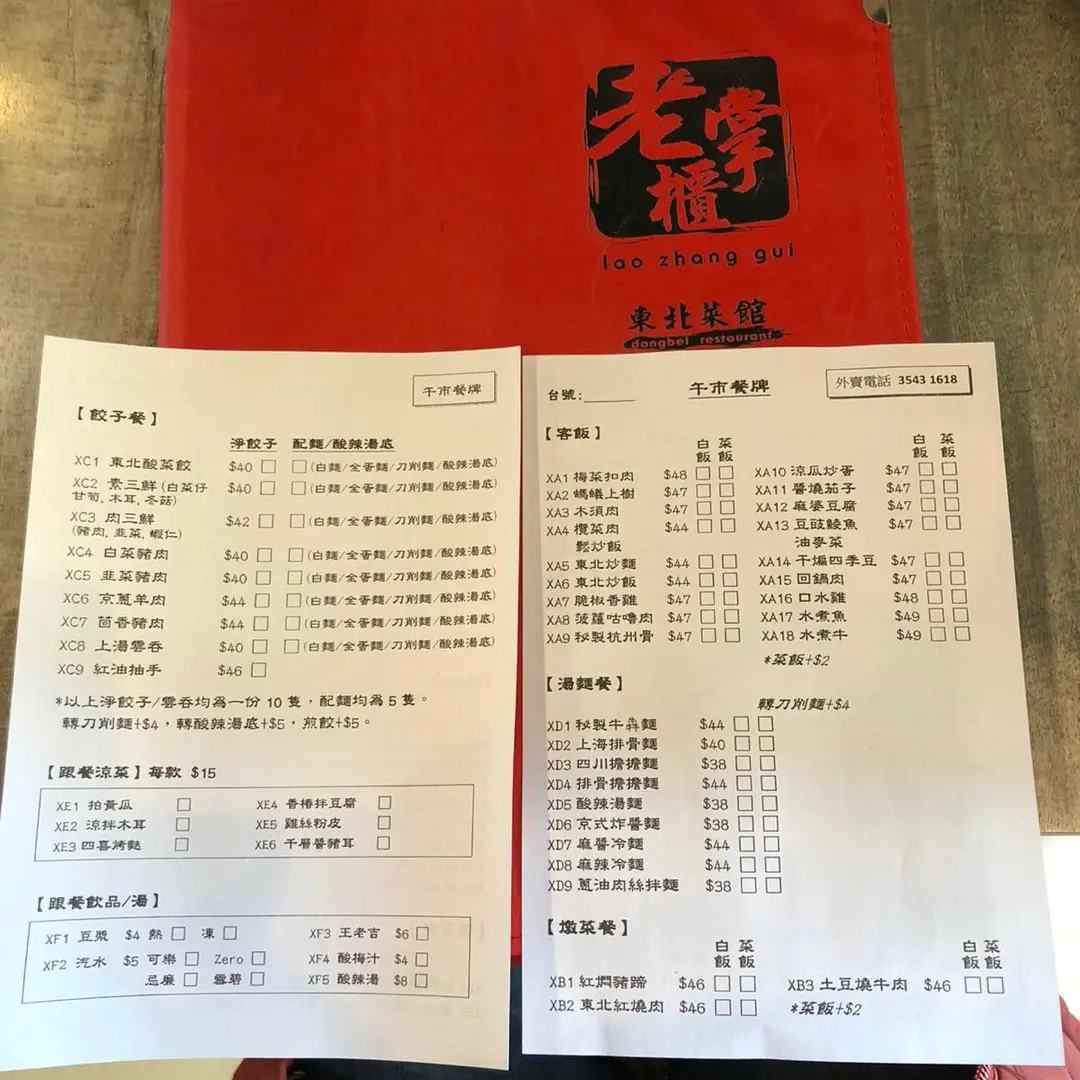 老掌櫃
lao zhang gui
東北菜館
dongbei restaurant
午市餐牌
【餃子餐】
淨餃子 配麵/酸辣湯底
XC1 東北酸菜餃 $40 □ □(白麵/全蛋麵/刀削麵/酸辣湯底)
XC2 素三鮮(白菜仔 $40 □ □(白麵/全蛋麵/刀削麵/酸辣湯底)
甘筍,木耳,冬菇)
XC3 肉三鮮 $42 □ □(白麵/全蛋麵/刀削麵/酸辣湯底)
(豬肉,韭菜,蝦仁)
XC4 白菜豬肉 $40 □ □(白麵/全蛋麵/刀削麵/酸辣湯底)
XC5 韭菜豬肉 $40 □ □(白麵/全蛋麵/刀削麵/酸辣湯底)
XC6 京蔥羊肉 $44 □ □(白麵/全蛋麵/刀削麵/酸辣湯底)
XC7 茴香豬肉 $44 □ □(白麵/全蛋麵/刀削麵/酸辣湯底)
XC8 上湯雲吞 $40 □ □(白麵/全蛋麵/刀削麵/酸辣湯底)
XC9 紅油抽手 $46 □
*以上淨餃子/雲吞均為一份 10 隻,配麵均為 5 隻。
轉刀削麵+$4,轉酸辣湯底+$5,煎餃+$5。
【跟餐涼菜】每款 $15
XE1 拍黃瓜 □ XE4 香椿拌豆腐 □
XE2 涼拌木耳 □ XE5 雞絲粉皮 □
XE3 四喜烤麩 □ XE6 千層醬豬耳 □
【跟餐飲品/湯】
XF1 豆漿 $4 熱 □ 凍 □ XF3 王老吉 $6 □
XF2 汽水 $5 可樂 □ Zero □ XF4 酸梅汁 $4 □
忌廉 □ 雪碧 □ XF5 酸辣湯 $8 □
台號:______ 午市餐牌 外賣電話 3543 1618
【客飯】
白飯 菜飯 白飯 菜飯
XA1 梅菜扣肉 $48 □ □ XA10 涼瓜炒蛋 $47 □ □
XA2 螞蟻上樹 $47 □ □ XA11 醬燒茄子 $47 □ □
XA3 木須肉 $47 □ □ XA12 麻婆豆腐 $47 □ □
XA4 欖菜肉 $44 □ □ XA13 豆豉鯪魚 $47 □ □
鬆炒飯 油麥菜
XA5 東北炒麵 $44 □ □ XA14 干煸四季豆 $47 □ □
XA6 東北炒飯 $44 □ □ XA15 回鍋肉 $47 □ □
XA7 脆椒香雞 $47 □ □ XA16 口水雞 $48 □ □
XA8 菠蘿咕嚕肉 $47 □ □ XA17 水煮魚 $49 □ □
XA9 秘製杭州骨 $47 □ □ XA18 水煮牛 $49 □ □
*菜飯+$2
【湯麵餐】
轉刀削麵+$4
XD1 秘製牛犇麵 $44 □ □
XD2 上海排骨麵 $40 □ □
XD3 四川擔擔麵 $38 □ □
XD4 排骨擔擔麵 $44 □ □
XD5 酸辣湯麵 $38 □ □
XD6 京式炸醬麵 $38 □ □
XD7 麻醬冷麵 $44 □ □
XD8 麻辣冷麵 $44 □ □
XD9 蔥油肉絲拌麵 $38 □ □
【燉菜餐】
白飯 菜飯 白飯 菜飯
XB1 紅燜豬蹄 $46 □ □ XB3 土豆燒牛肉 $46 □ □
XB2 東北紅燒肉 $46 □ □ *菜飯+$2